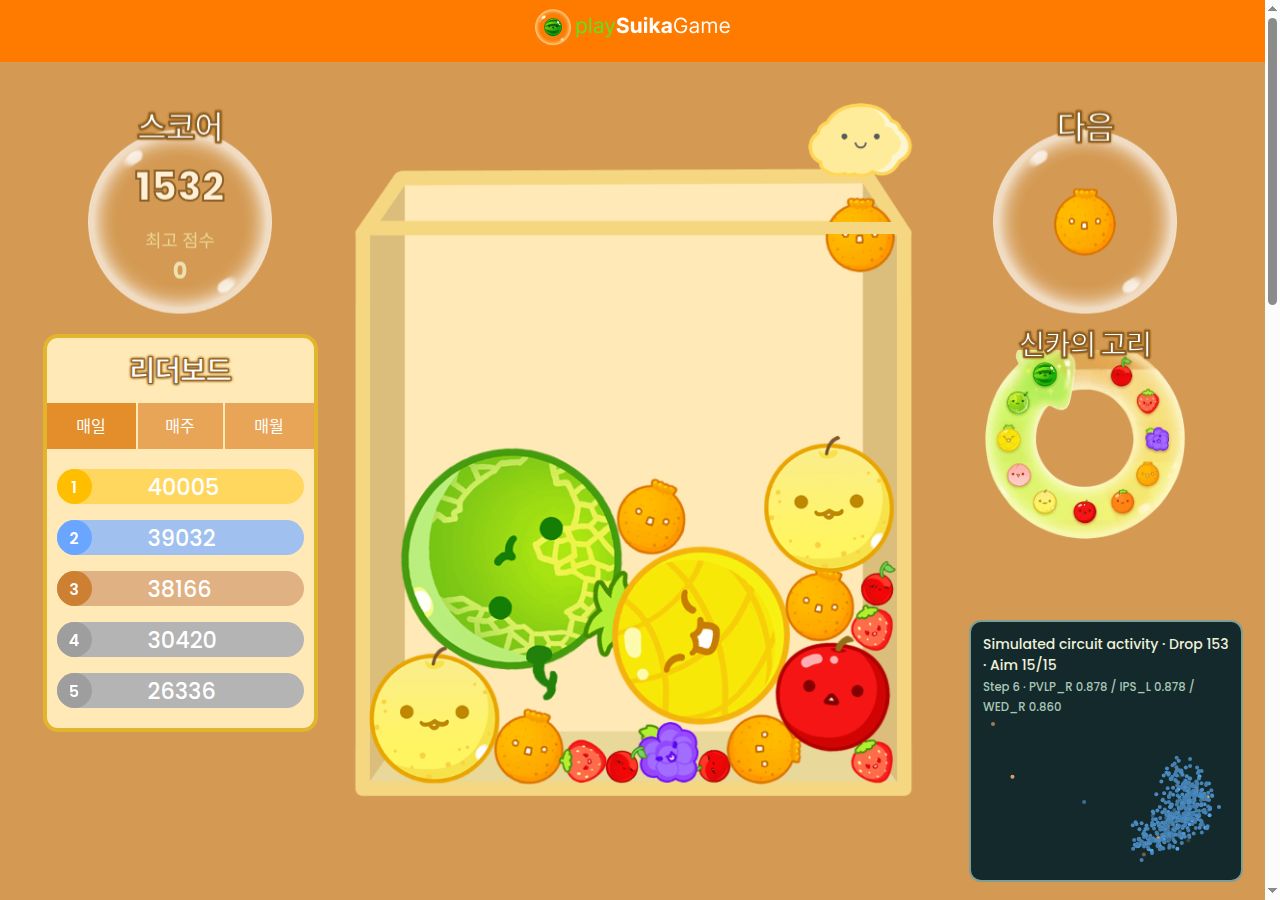 playSuikaGame
스코어
1532
최고 점수
0
리더보드
매일 매주 매월
1 40005
2 39032
3 38166
4 30420
5 26336
다음
신카의 고리
Simulated circuit activity · Drop 153
· Aim 15/15
Step 6 · PVLP_R 0.878 / IPS_L 0.878 /
WED_R 0.860